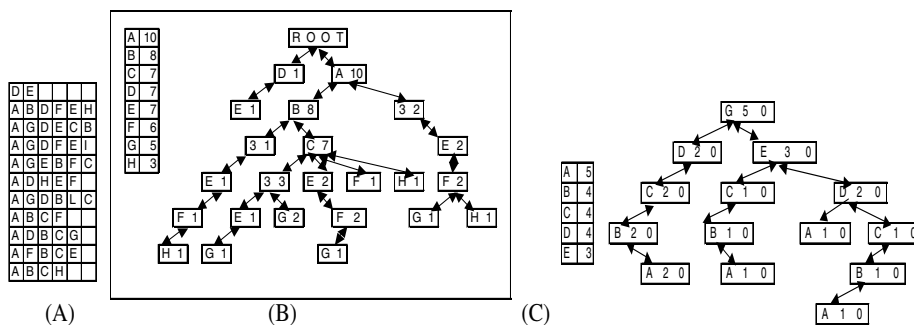 D E
A B D F E H
A G D E C B
A G D F E I
A G E B F C
A D H E F
A G D B L C
A B C F
A D B C G
A F B C E
A B C H
(A)
A 10
B 8
C 7
D 7
E 7
F 6
G 5
H 3
R O O T
D 1
A 10
E 1
B 8
3 2
3 1
C 7
E 2
E 1
3 3
E 2
F 1
H 1
F 2
F 1
E 1
G 2
F 2
G 1
H 1
H 1
G 1
G 1
(B)
A 5
B 4
C 4
D 4
E 3
G 5 0
D 2 0
E 3 0
C 2 0
C 1 0
D 2 0
B 2 0
B 1 0
A 1 0
C 1 0
A 2 0
A 1 0
B 1 0
A 1 0
(C)